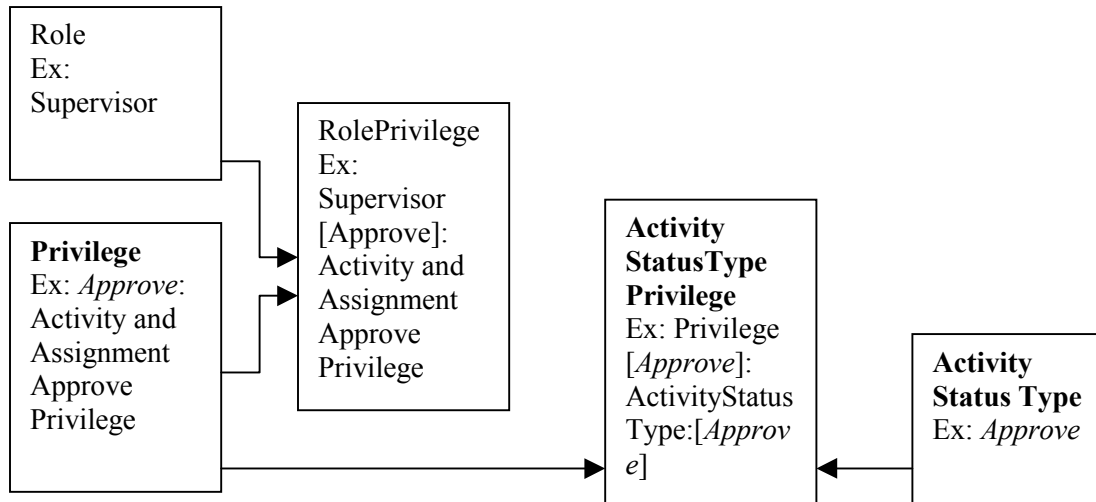 Role
Ex:
Supervisor
RolePrivilege
Ex:
Supervisor
[Approve]:
Activity and
Assignment
Approve
Privilege
Privilege
Ex: Approve:
Activity and
Assignment
Approve
Privilege
Activity
StatusType
Privilege
Ex: Privilege
[Approve]:
ActivityStatus
Type:[Approv
e]
Activity
Status Type
Ex: Approve